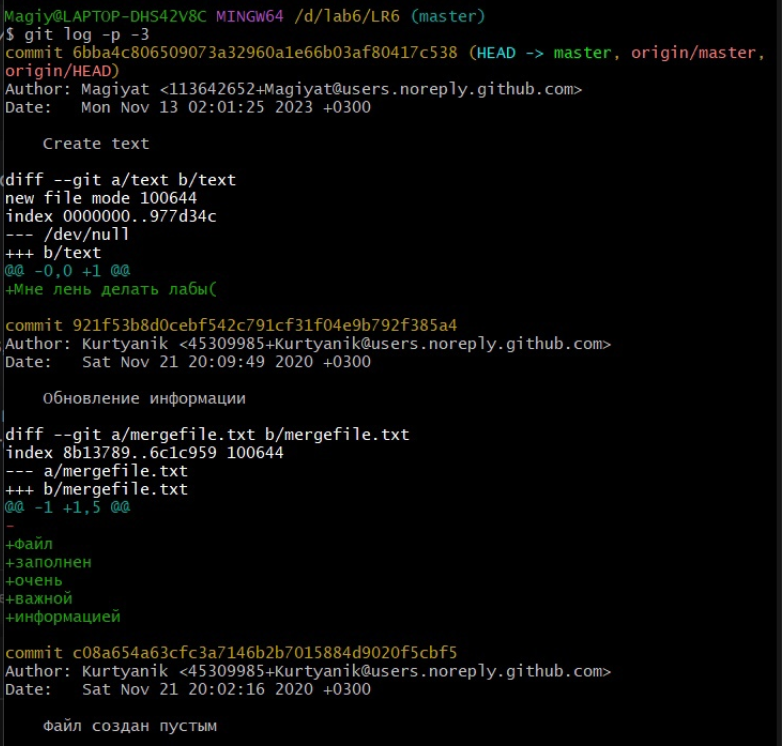 Magiy@LAPTOP-DHS42V8C MINGW64 /d/lab6/LR6 (master)
$ git log -p -3
commit 6bba4c806509073a32960a1e66b03af80417c538 (HEAD -> master, origin/master,
origin/HEAD)
Author: Magiyat <113642652+Magiyat@users.noreply.github.com>
Date:   Mon Nov 13 02:01:25 2023 +0300
Create text
diff --git a/text b/text
new file mode 100644
index 0000000..977d34c
--- /dev/null
+++ b/text
@@ -0,0 +1 @@
+Мне лень делать лабы(
commit 921f53b8d0cebf542c791cf31f04e9b792f385a4
Author: Kurtyanik <45309985+Kurtyanik@users.noreply.github.com>
Date:   Sat Nov 21 20:09:49 2020 +0300
Обновление информации
diff --git a/mergefile.txt b/mergefile.txt
index 8b13789..6c1c959 100644
--- a/mergefile.txt
+++ b/mergefile.txt
@@ -1 +1,5 @@
-
+Файл
+заполнен
+очень
+важной
+информацией
commit c08a654a63cfc3a7146b2b7015884d9020f5cbf5
Author: Kurtyanik <45309985+Kurtyanik@users.noreply.github.com>
Date:   Sat Nov 21 20:02:16 2020 +0300
Файл создан пустым